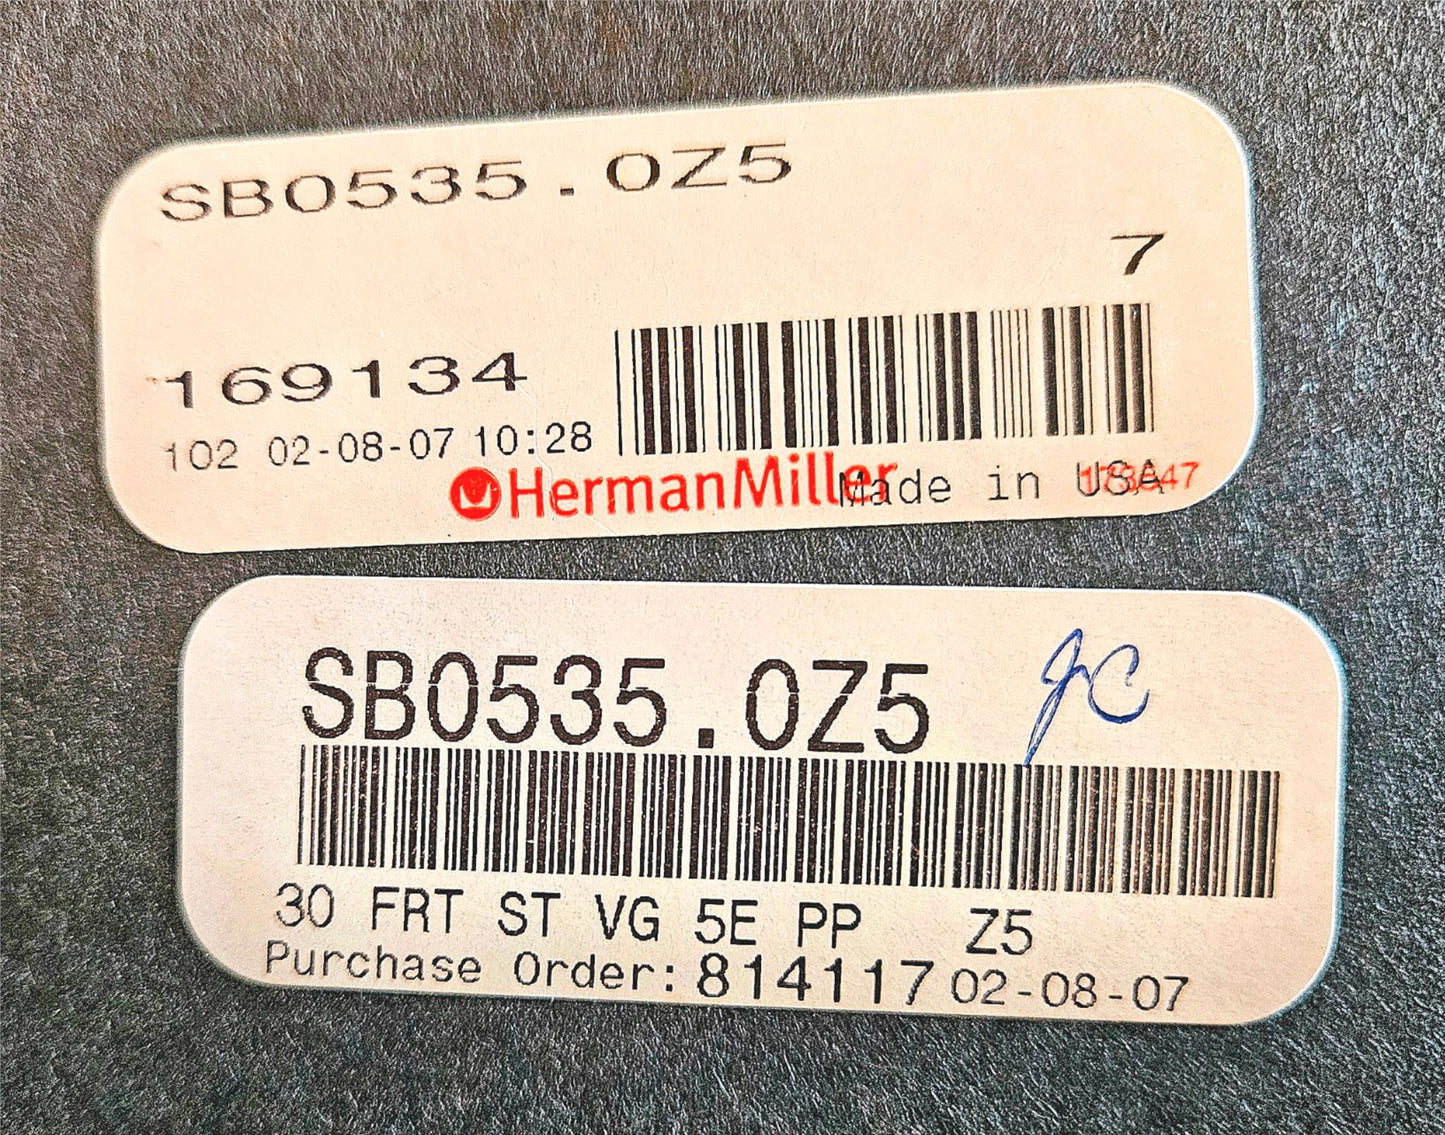 SB0535.0Z5
7
169134
102 02-08-07 10:28
HermanMiller Made in USA
SB0535.0Z5 JC
30 FRT ST VG 5E PP Z5
Purchase Order: 814117 02-08-07